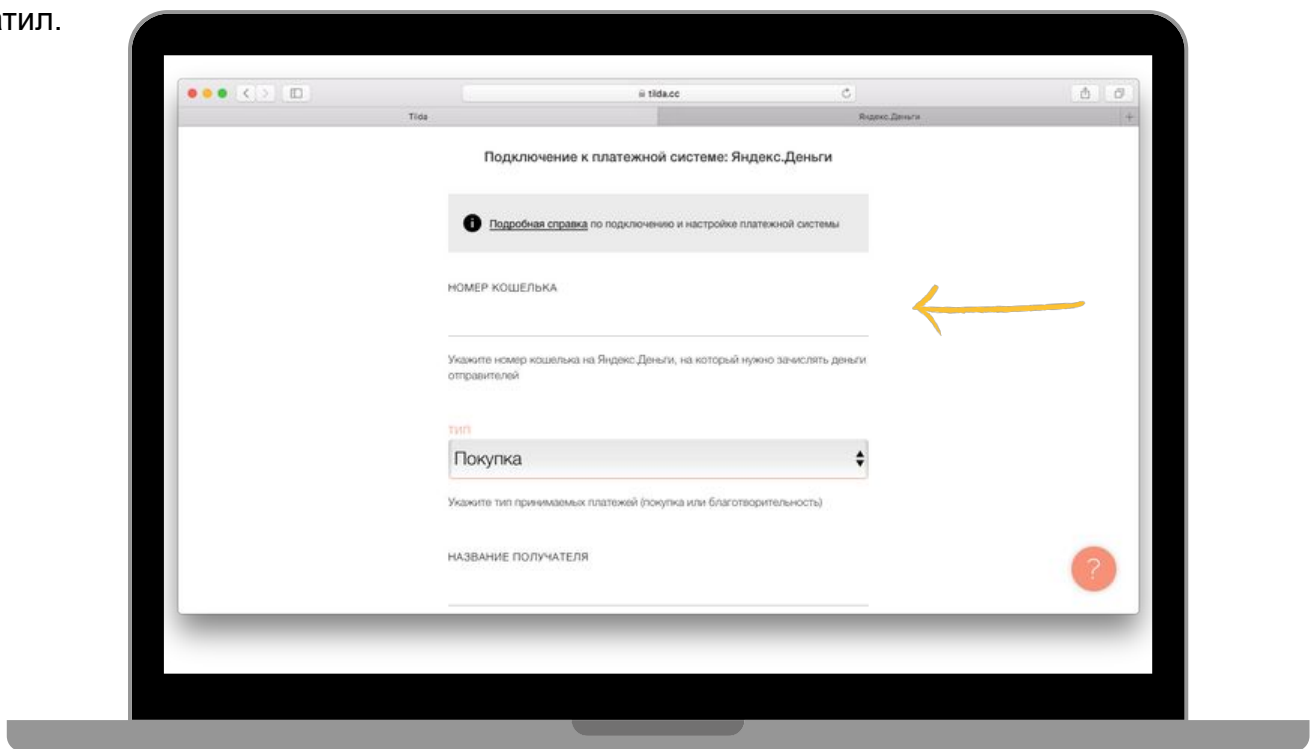 атил.
tilda.cc
Tilda
Яндекс.Деньги
Подключение к платежной системе: Яндекс.Деньги
Подробная справка по подключению и настройке платежной системы
НОМЕР КОШЕЛЬКА
Укажите номер кошелька на Яндекс.Деньги, на который нужно зачислять деньги
отправителей
ТИП
Покупка
Укажите тип принимаемых платежей (покупка или благотворительность)
НАЗВАНИЕ ПОЛУЧАТЕЛЯ
?